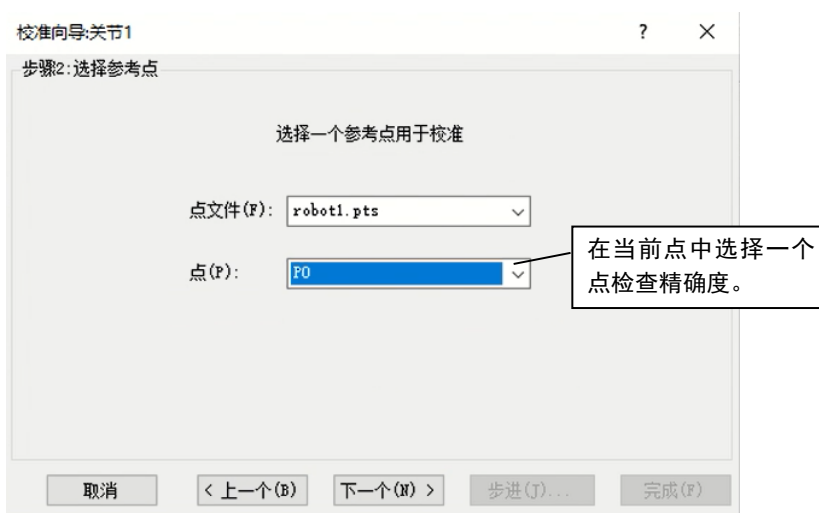 校准向导:关节1
步骤2:选择参考点
选择一个参考点用于校准
点文件(F): robot1.pts
点(P): P0
在当前点中选择一个
点检查精确度。
取消 < 上一个(B) 下一个(N) > 步进(J)... 完成(F)